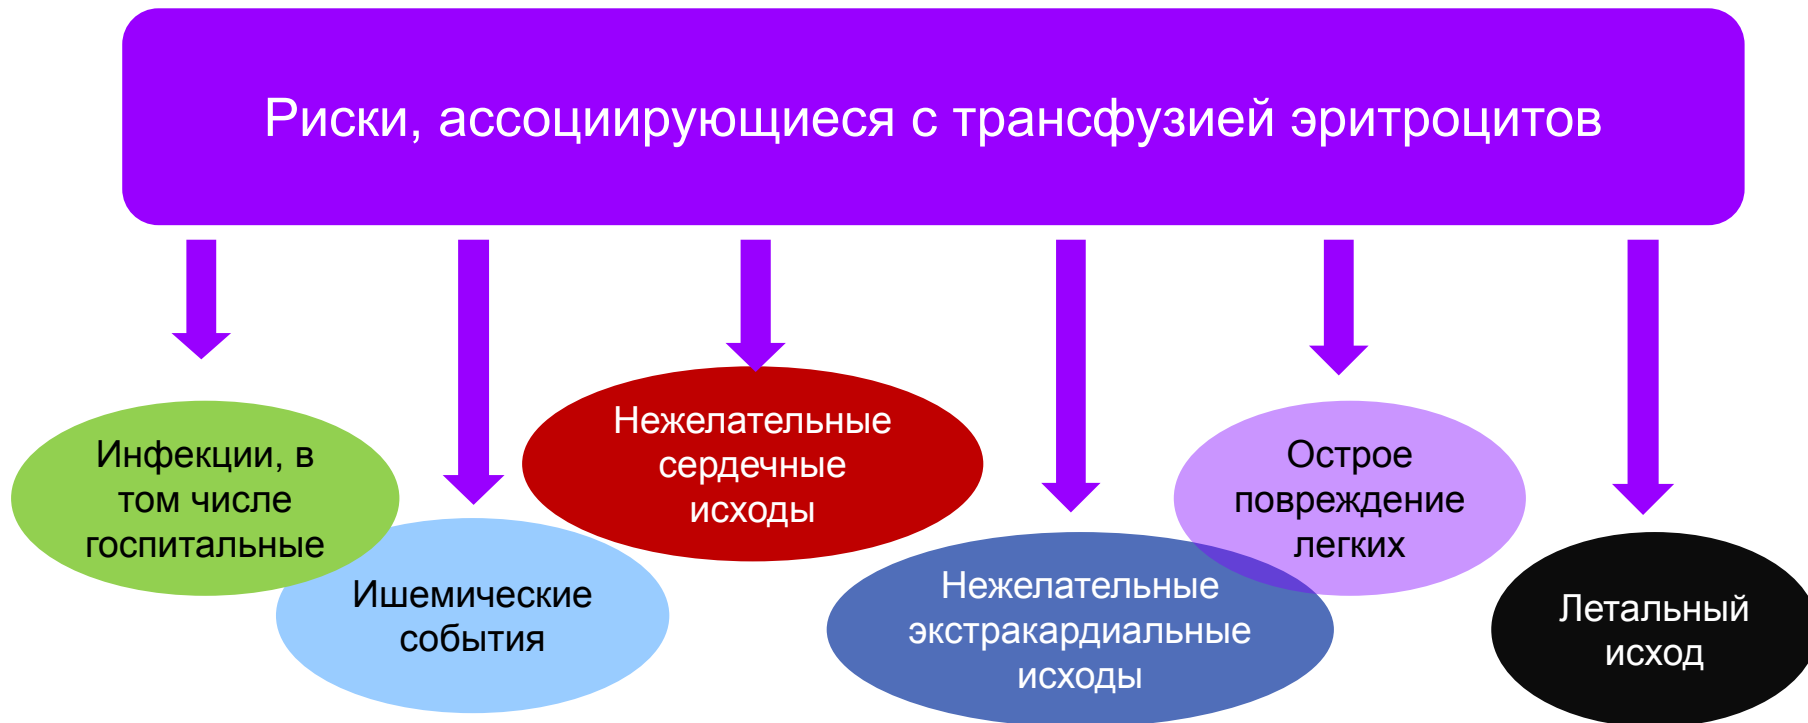 Риски, ассоциирующиеся с трансфузией эритроцитов
Инфекции, в
том числе
госпитальные
Ишемические
события
Нежелательные
сердечные
исходы
Нежелательные
экстракардиальные
исходы
Острое
повреждение
легких
Летальный
исход